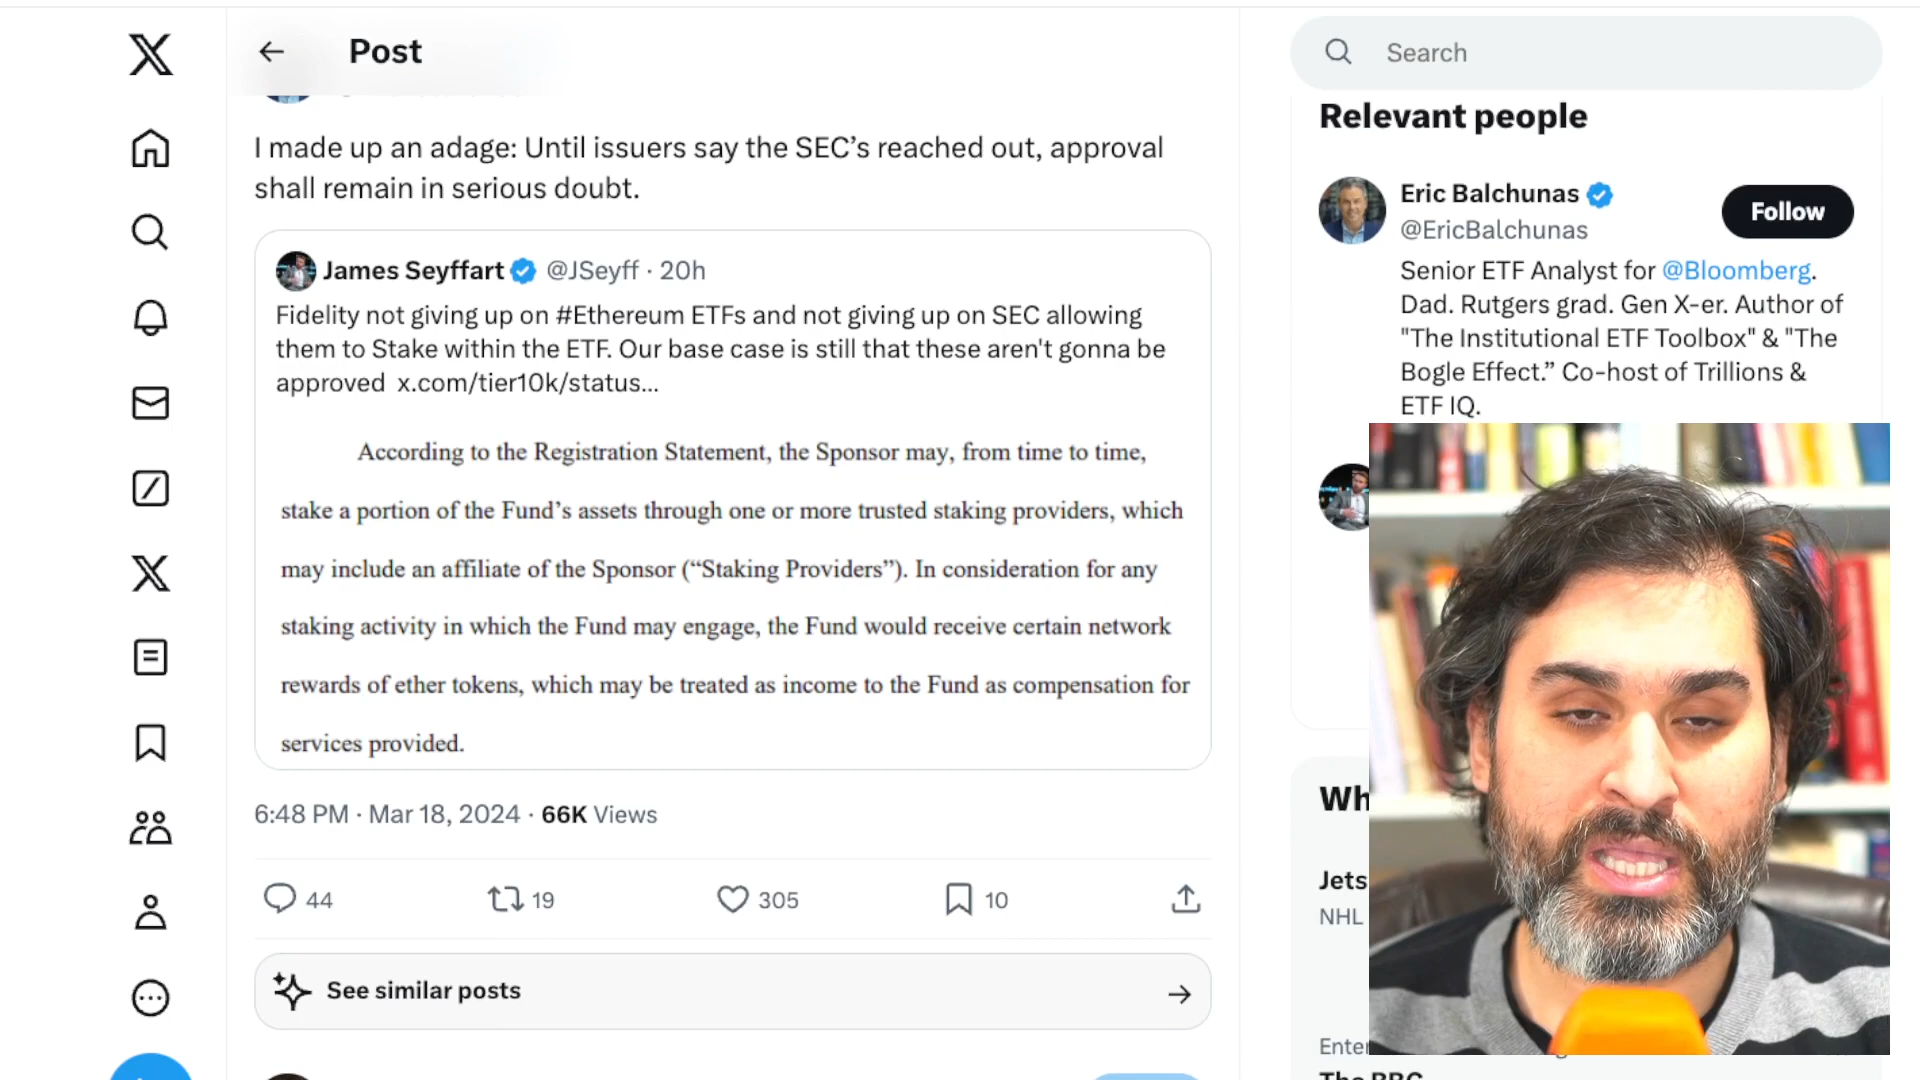 Post
I made up an adage: Until issuers say the SEC’s reached out, approval
shall remain in serious doubt.
James Seyffart @JSeyff · 20h
Fidelity not giving up on #Ethereum ETFs and not giving up on SEC allowing
them to Stake within the ETF. Our base case is still that these aren't gonna be
approved x.com/tier10k/status...
According to the Registration Statement, the Sponsor may, from time to time,
stake a portion of the Fund’s assets through one or more trusted staking providers, which
may include an affiliate of the Sponsor (“Staking Providers”). In consideration for any
staking activity in which the Fund may engage, the Fund would receive certain network
rewards of ether tokens, which may be treated as income to the Fund as compensation for
services provided.
6:48 PM · Mar 18, 2024 · 66K Views
44 19 305 10
See similar posts
Search
Relevant people
Eric Balchunas
@EricBalchunas
Follow
Senior ETF Analyst for @Bloomberg.
Dad. Rutgers grad. Gen X-er. Author of
"The Institutional ETF Toolbox" & "The
Bogle Effect.” Co-host of Trillions &
ETF IQ.
Wh
Jets
NHL
Enter
The BBC